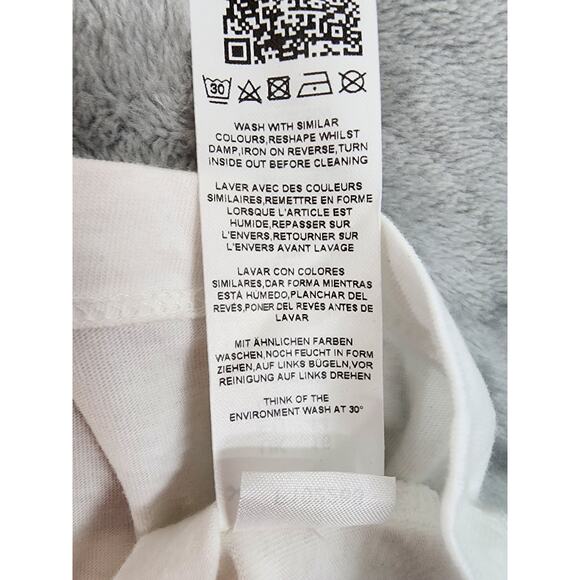 30
WASH WITH SIMILAR
COLOURS,RESHAPE WHILST
DAMP,IRON ON REVERSE,TURN
INSIDE OUT BEFORE CLEANING
LAVER AVEC DES COULEURS
SIMILAIRES,REMETTRE EN FORME
LORSQUE L'ARTICLE EST
HUMIDE,REPASSER SUR
L'ENVERS,RETOURNER SUR
L'ENVERS AVANT LAVAGE
LAVAR CON COLORES
SIMILARES,DAR FORMA MIENTRAS
ESTÁ HÚMEDO,PLANCHAR DEL
REVÉS,PONER DEL REVÉS ANTES DE
LAVAR
MIT ÄHNLICHEN FARBEN
WASCHEN,NOCH FEUCHT IN FORM
ZIEHEN,AUF LINKS BÜGELN,VOR
REINIGUNG AUF LINKS DREHEN
THINK OF THE
ENVIRONMENT WASH AT 30°